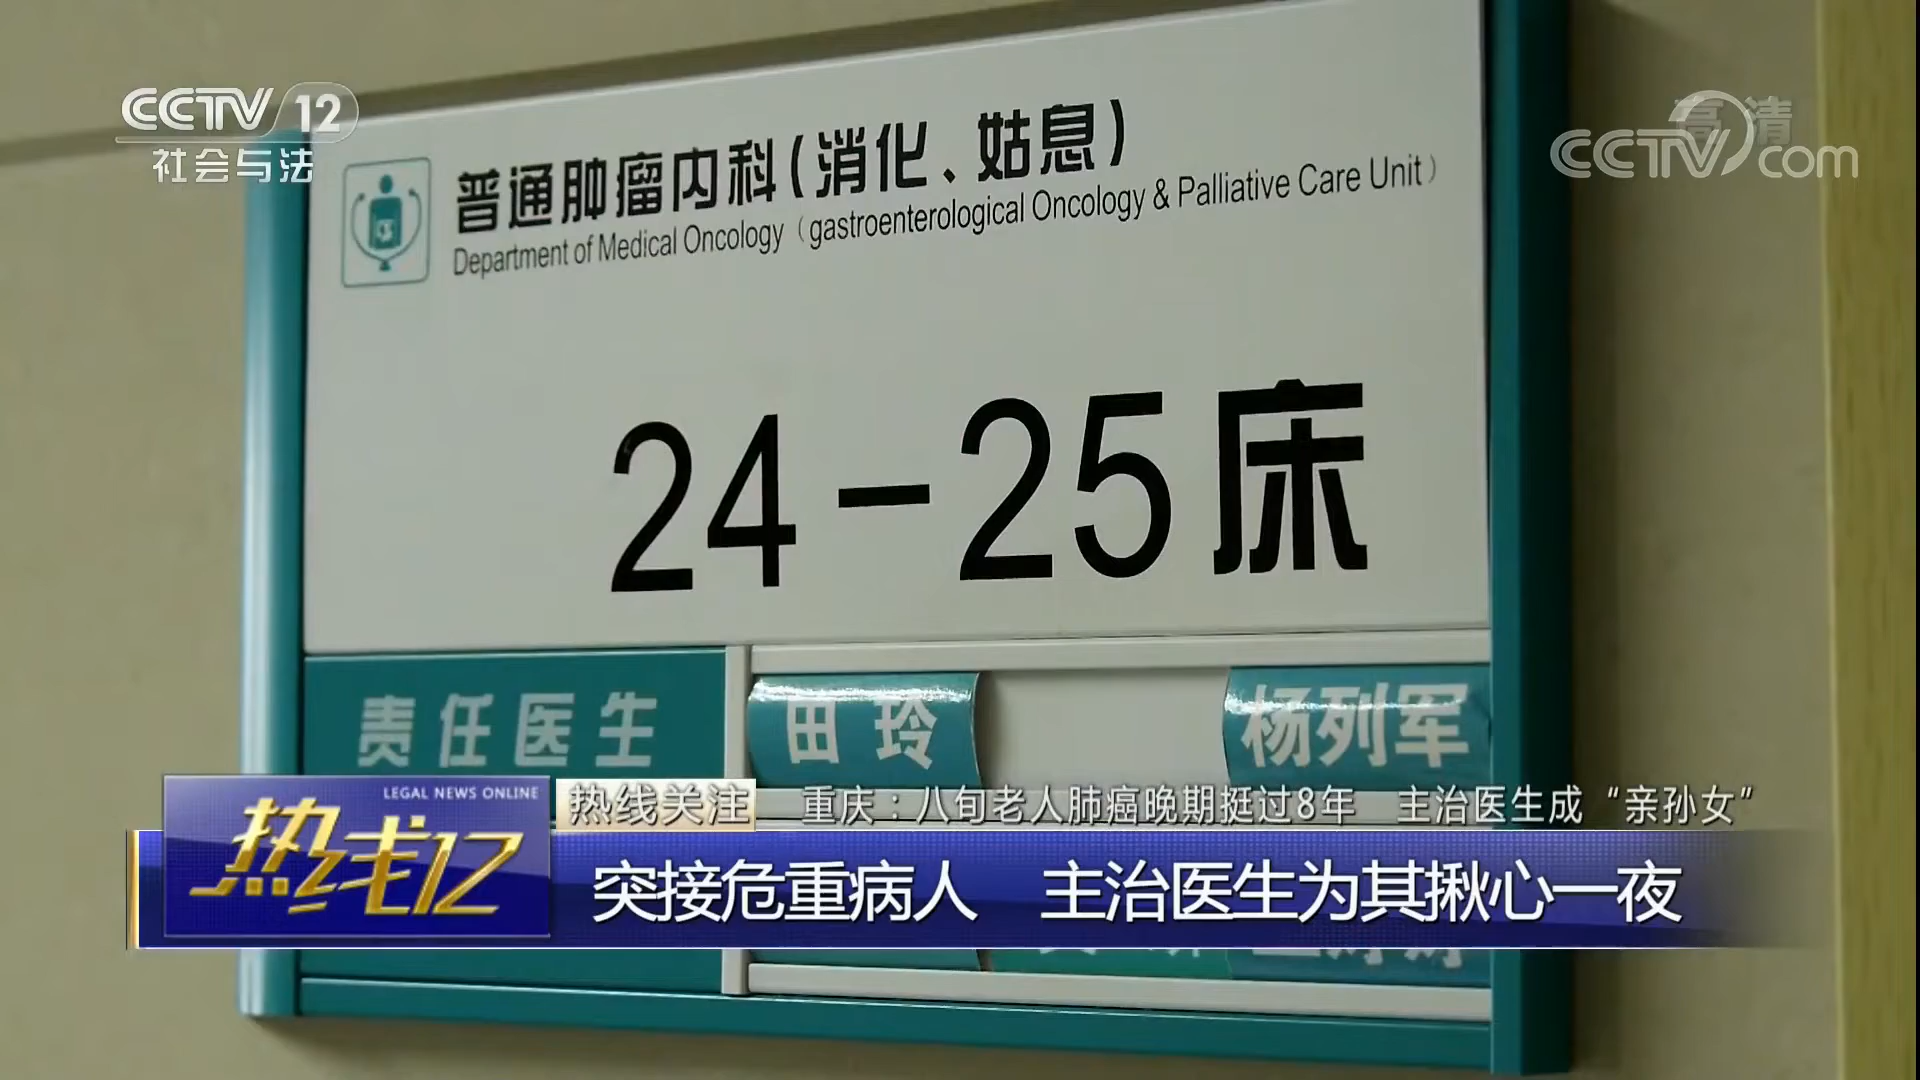 CCTV 12
社会与法
高清
CCTV.com
普通肿瘤内科(消化、姑息)
Department of Medical Oncology (gastroenterological Oncology & Palliative Care Unit)
24-25床
责任医生 田玲 杨列军
LEGAL NEWS ONLINE
热线12
热线关注 重庆：八旬老人肺癌晚期挺过8年 主治医生成“亲孙女”
突接危重病人 主治医生为其揪心一夜